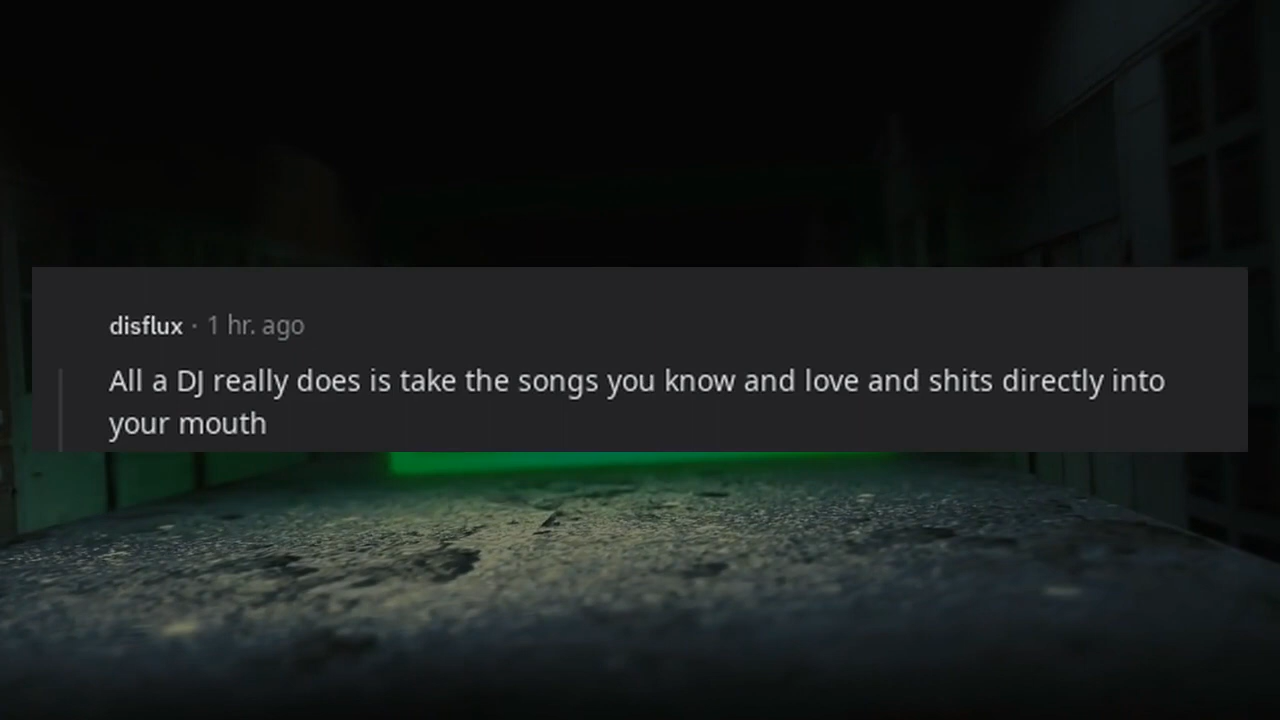 disflux · 1 hr. ago
All a DJ really does is take the songs you know and love and shits directly into
your mouth